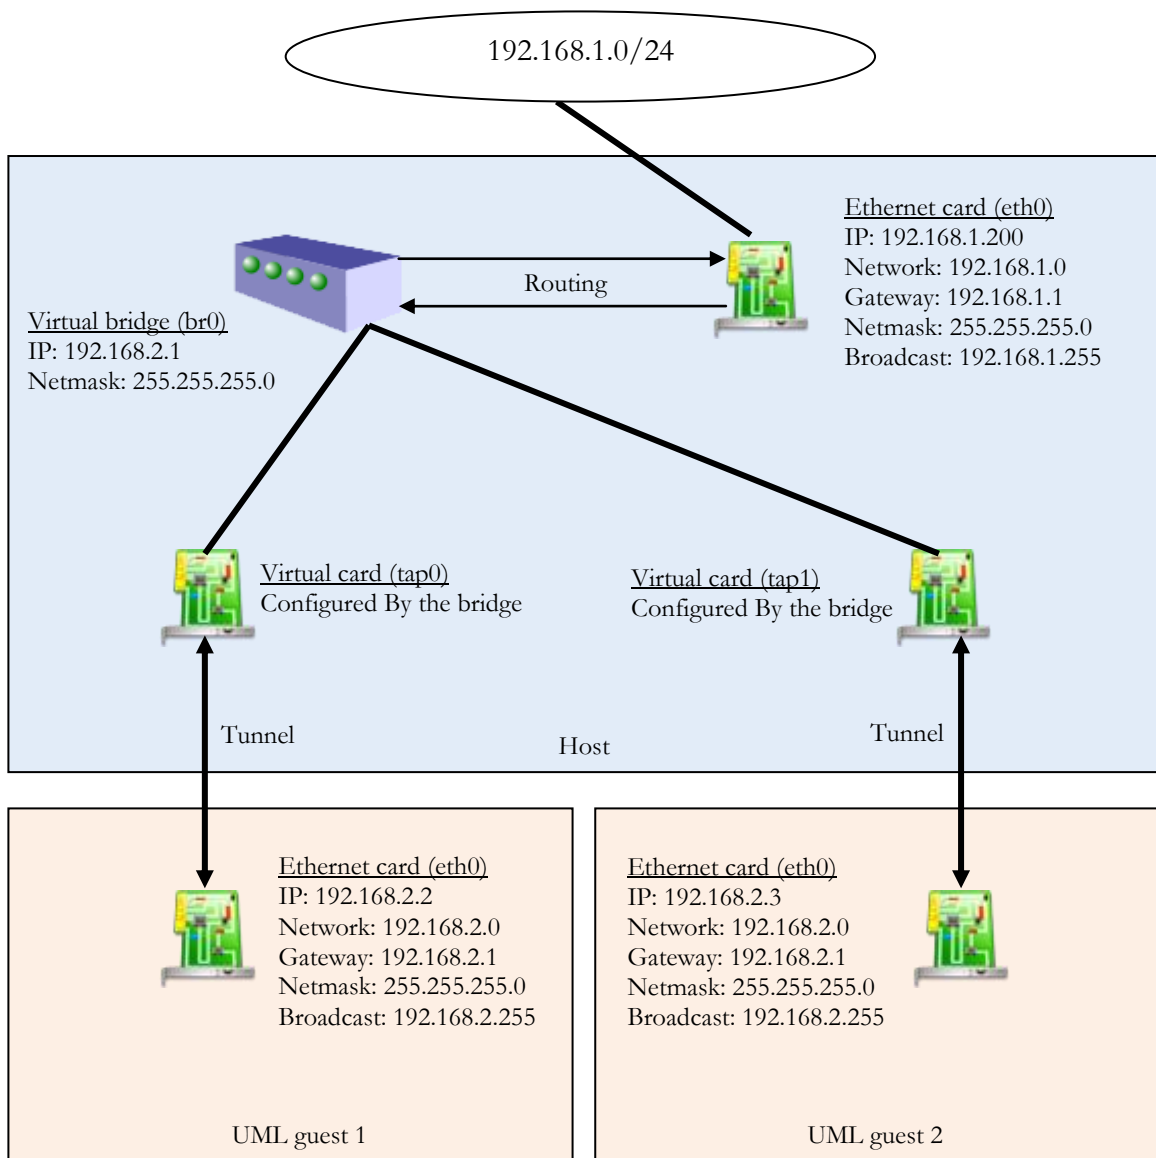 192.168.1.0/24
Ethernet card (eth0)
IP: 192.168.1.200
Network: 192.168.1.0
Gateway: 192.168.1.1
Netmask: 255.255.255.0
Broadcast: 192.168.1.255
Routing
Virtual bridge (br0)
IP: 192.168.2.1
Netmask: 255.255.255.0
Virtual card (tap0)
Configured By the bridge
Virtual card (tap1)
Configured By the bridge
Tunnel
Tunnel
Host
Ethernet card (eth0)
IP: 192.168.2.2
Network: 192.168.2.0
Gateway: 192.168.2.1
Netmask: 255.255.255.0
Broadcast: 192.168.2.255
UML guest 1
Ethernet card (eth0)
IP: 192.168.2.3
Network: 192.168.2.0
Gateway: 192.168.2.1
Netmask: 255.255.255.0
Broadcast: 192.168.2.255
UML guest 2